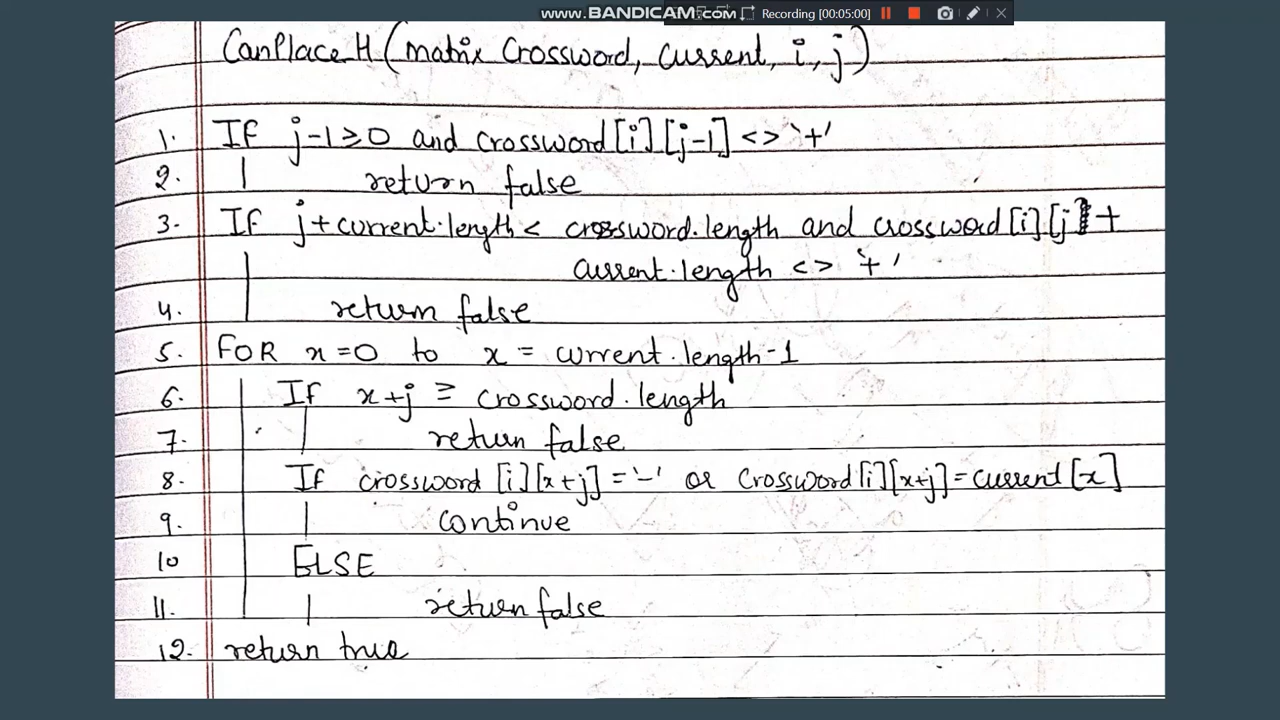 www.BANDICAM.com
Recording [00:05:00]
CanPlaceH (matrix Crossword, Current, i, j)
1. If j-1 ≥ 0 and crossword[i][j-1] <> '+'
2. return false
3. If j + current.length < crossword.length and crossword[i][j] +
current.length <> '+'
4. return false
5. FOR x = 0 to x = current.length-1
6. If x+j ≥ crossword.length
7. return false
8. If crossword [i][x+j] = '-' or Crossword[i][x+j] = current [x]
9. continue
10 ELSE
11. return false
12. return true